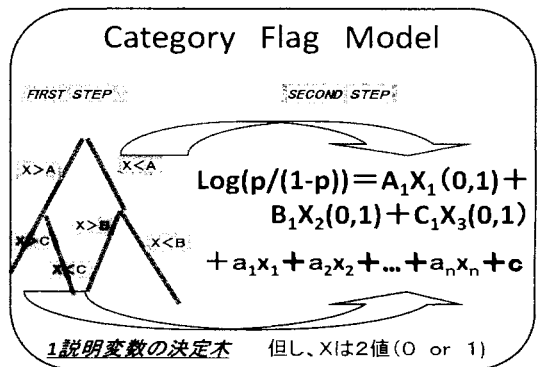 Category Flag Model
FIRST STEP
SECOND STEP
X>A
X<A
X>B
X<B
X>C
X<C
Log(p/(1-p))=A₁X₁(0,1)+
B₁X₂(0,1)+C₁X₃(0,1)
+a₁x₁+a₂x₂+…+aₙxₙ+c
1説明変数の決定木
但し、Xは2値(0 or 1)